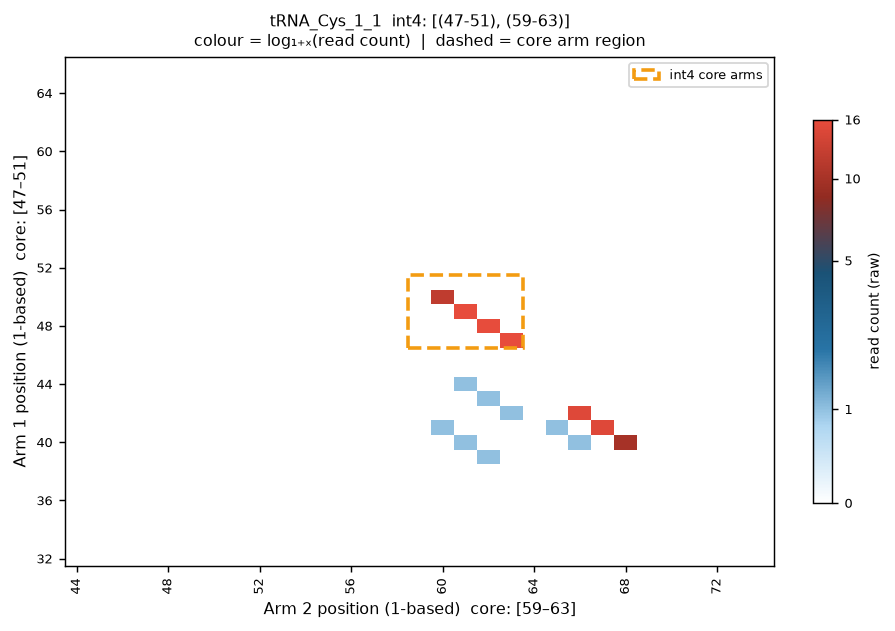 tRNA_Cys_1_1  int4: [(47-51), (59-63)]
colour = log₁₊ₓ(read count)  |  dashed = core arm region
int4 core arms
Arm 1 position (1-based)  core: [47–51]
64
60
56
52
48
44
40
36
32
44 48 52 56 60 64 68 72
Arm 2 position (1-based)  core: [59–63]
16
10
5
1
0
read count (raw)